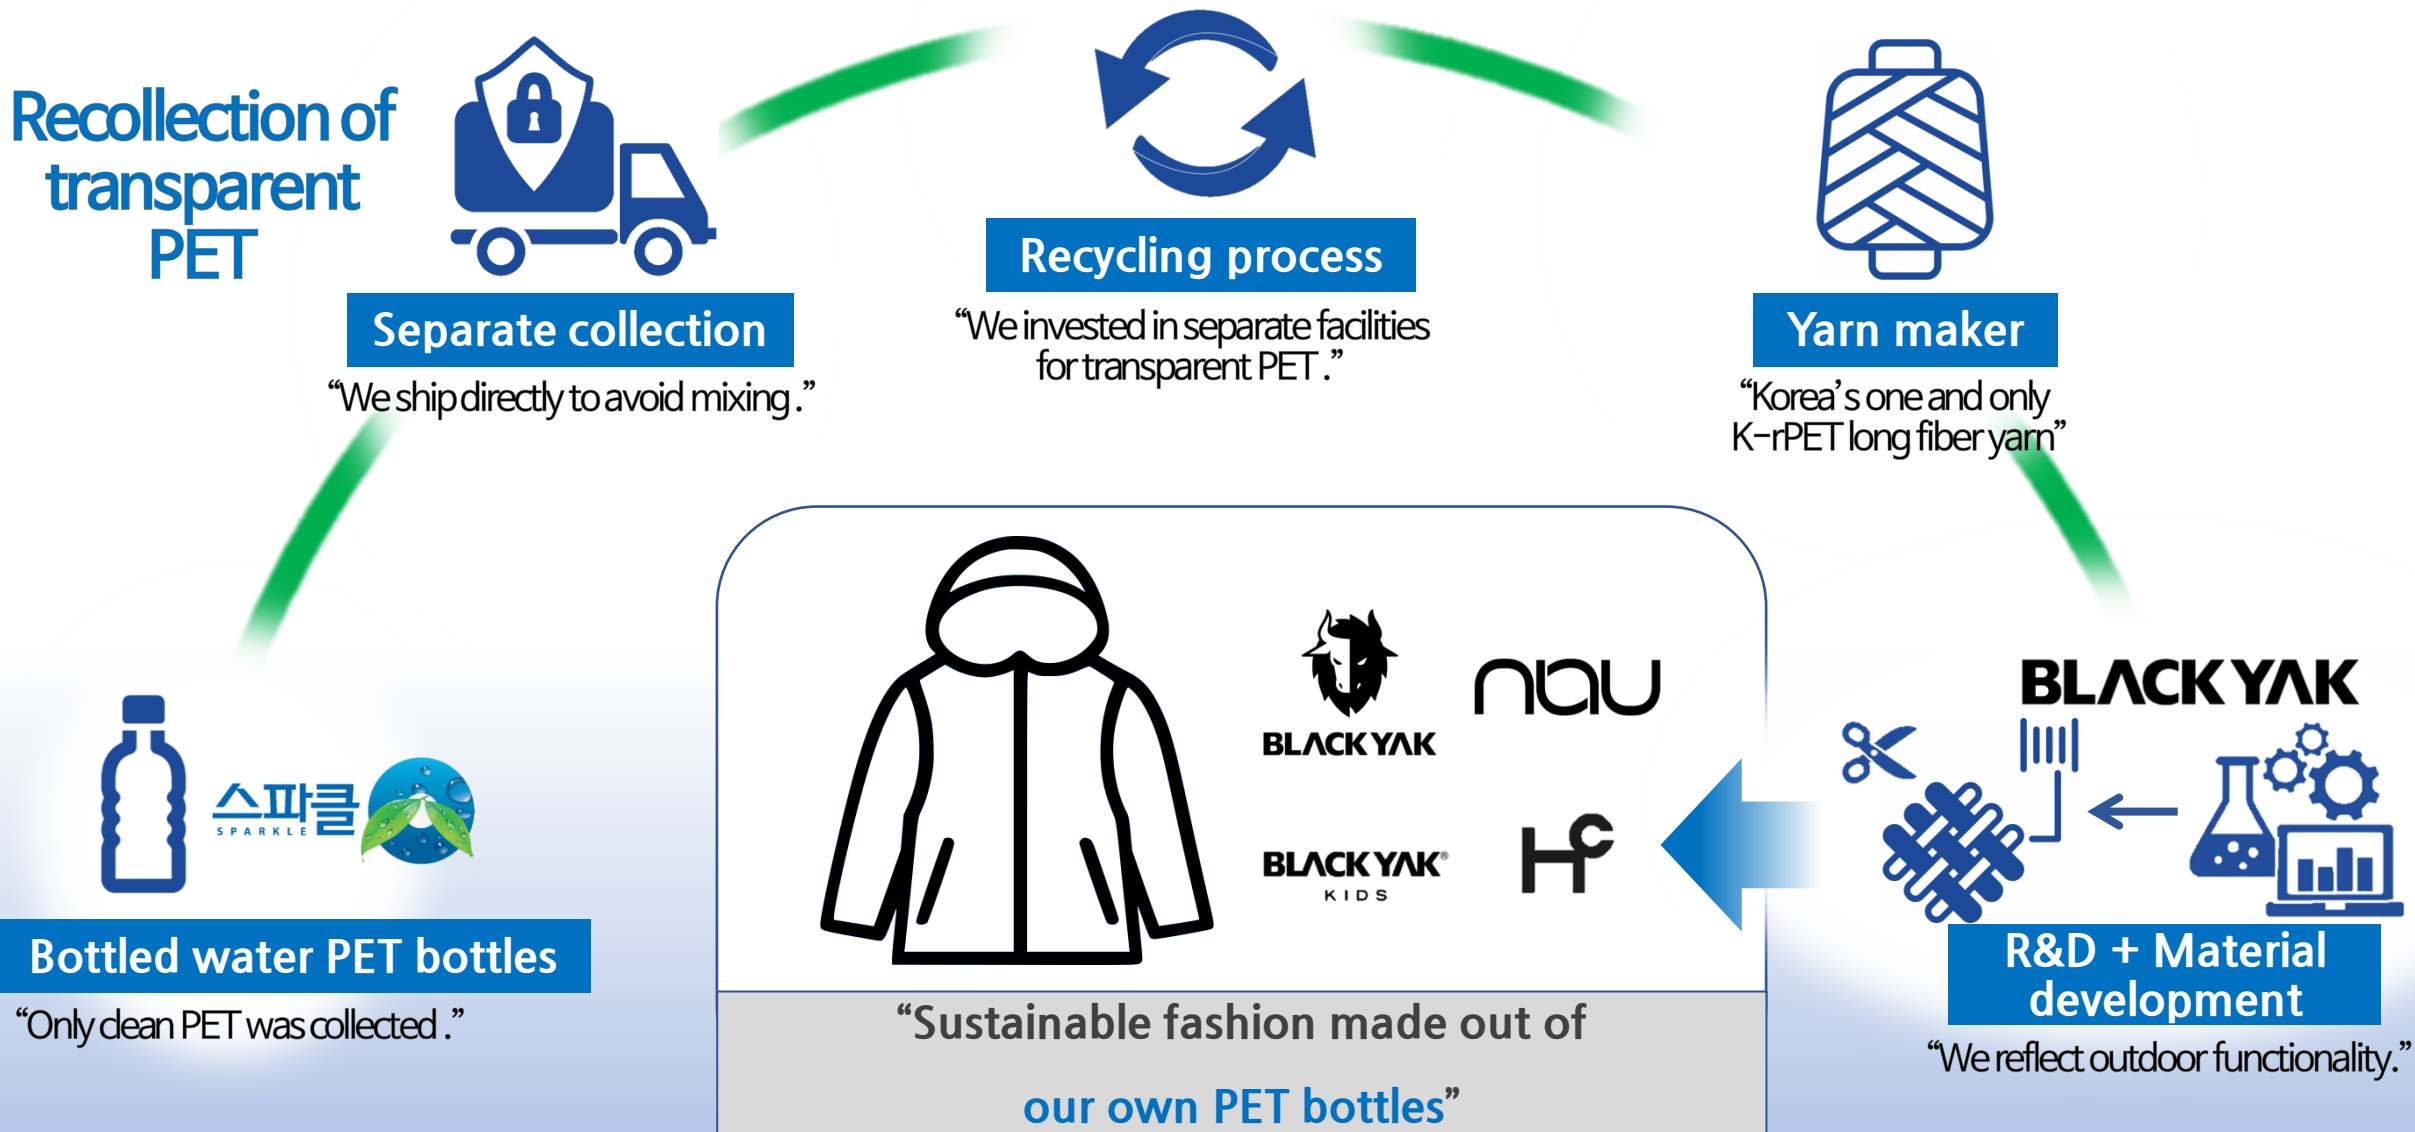 Recollection of
transparent
PET
Separate collection
“We ship directly to avoid mixing .”
Recycling process
“We invested in separate facilities
for transparent PET .”
Yarn maker
“Korea’s one and only
K-rPET long fiber yarn”
스파클
SPARKLE
Bottled water PET bottles
“Only clean PET was collected .”
BLACKYAK
nau
BLACKYAK®
KIDS
HC
“Sustainable fashion made out of
our own PET bottles”
BLACKYAK
R&D + Material
development
“We reflect outdoor functionality.”